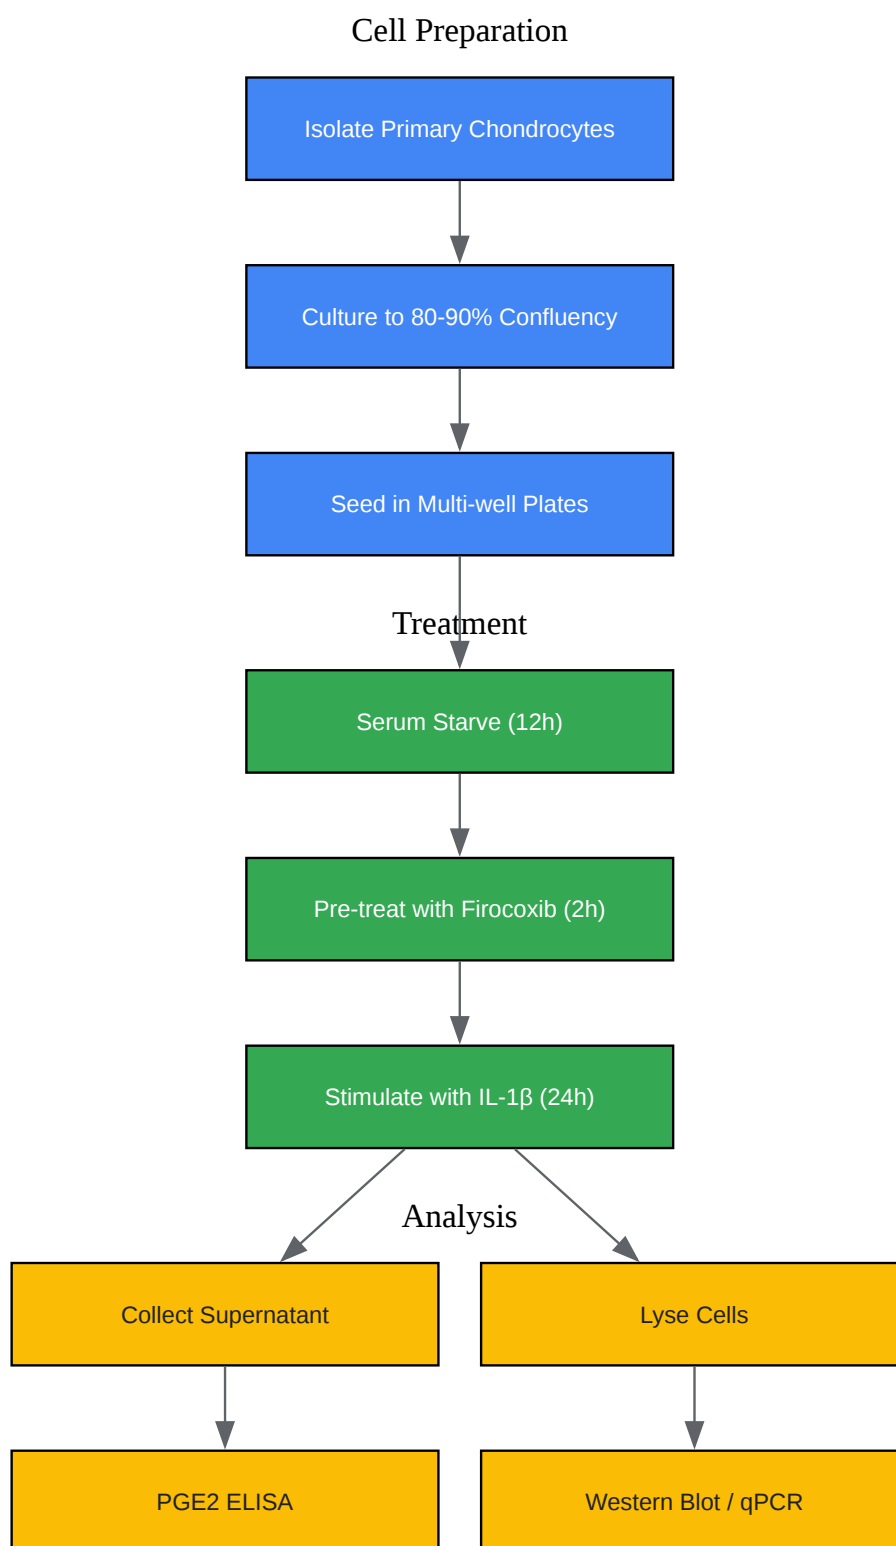 Cell Preparation
Isolate Primary Chondrocytes
Culture to 80-90% Confluency
Seed in Multi-well Plates
Treatment
Serum Starve (12h)
Pre-treat with Firocoxib (2h)
Stimulate with IL-1β (24h)
Analysis
Collect Supernatant
Lyse Cells
PGE2 ELISA
Western Blot / qPCR